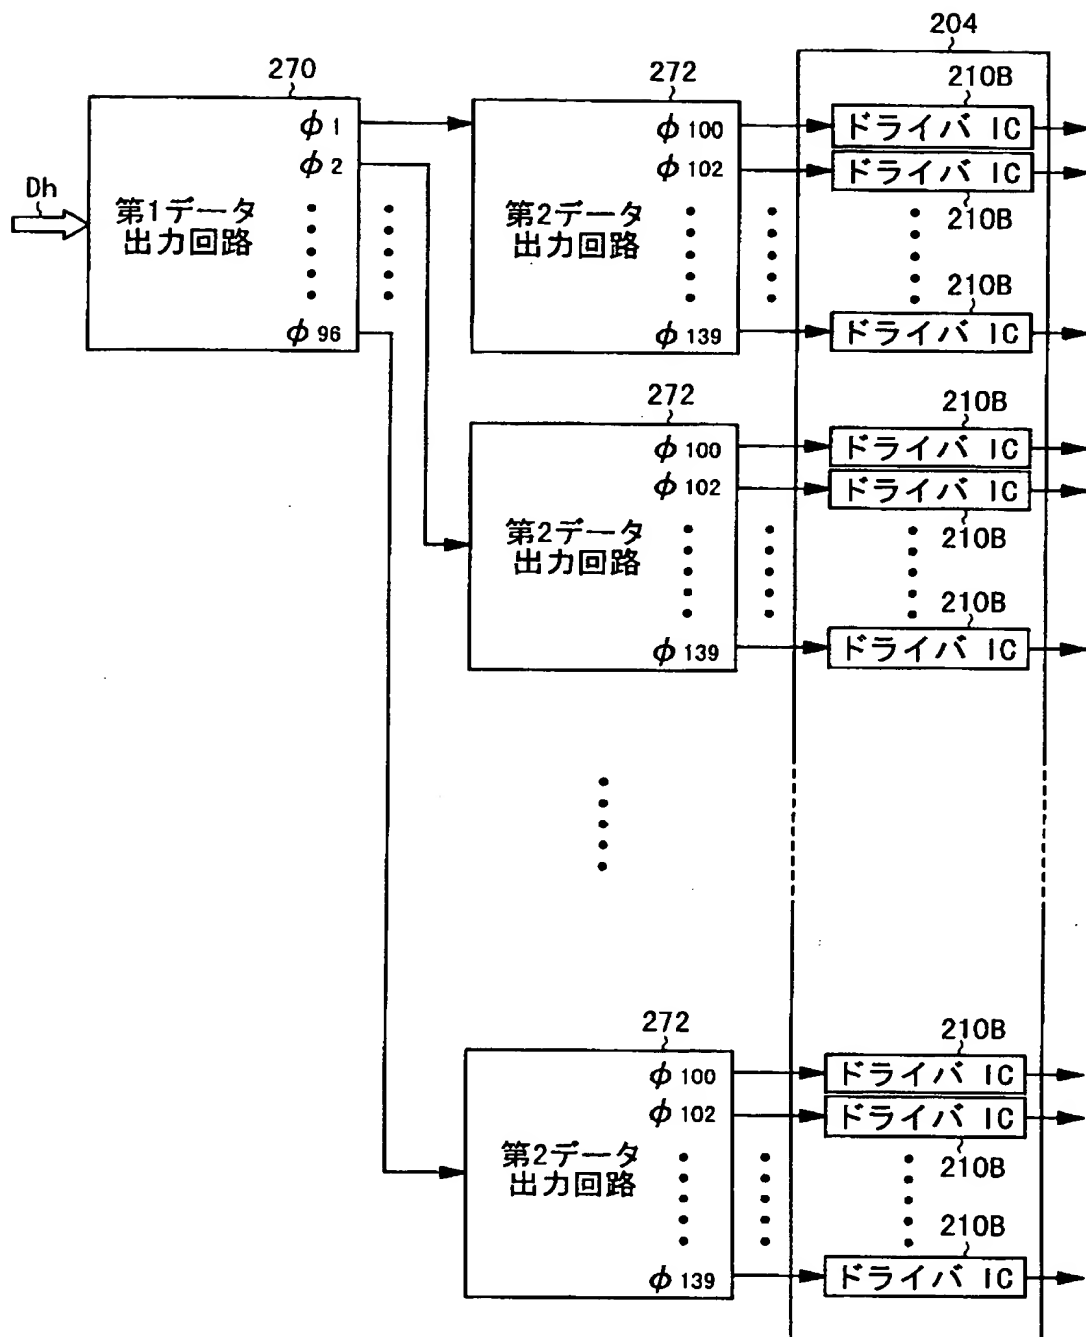 204
270
272
210B
φ1
φ2
φ96
Dh
第1データ
出力回路
φ100
φ102
φ139
第2データ
出力回路
ドライバ IC
ドライバ IC
210B
210B
ドライバ IC
272
φ100
φ102
φ139
第2データ
出力回路
210B
ドライバ IC
ドライバ IC
210B
210B
ドライバ IC
272
φ100
φ102
φ139
第2データ
出力回路
210B
ドライバ IC
ドライバ IC
210B
210B
ドライバ IC